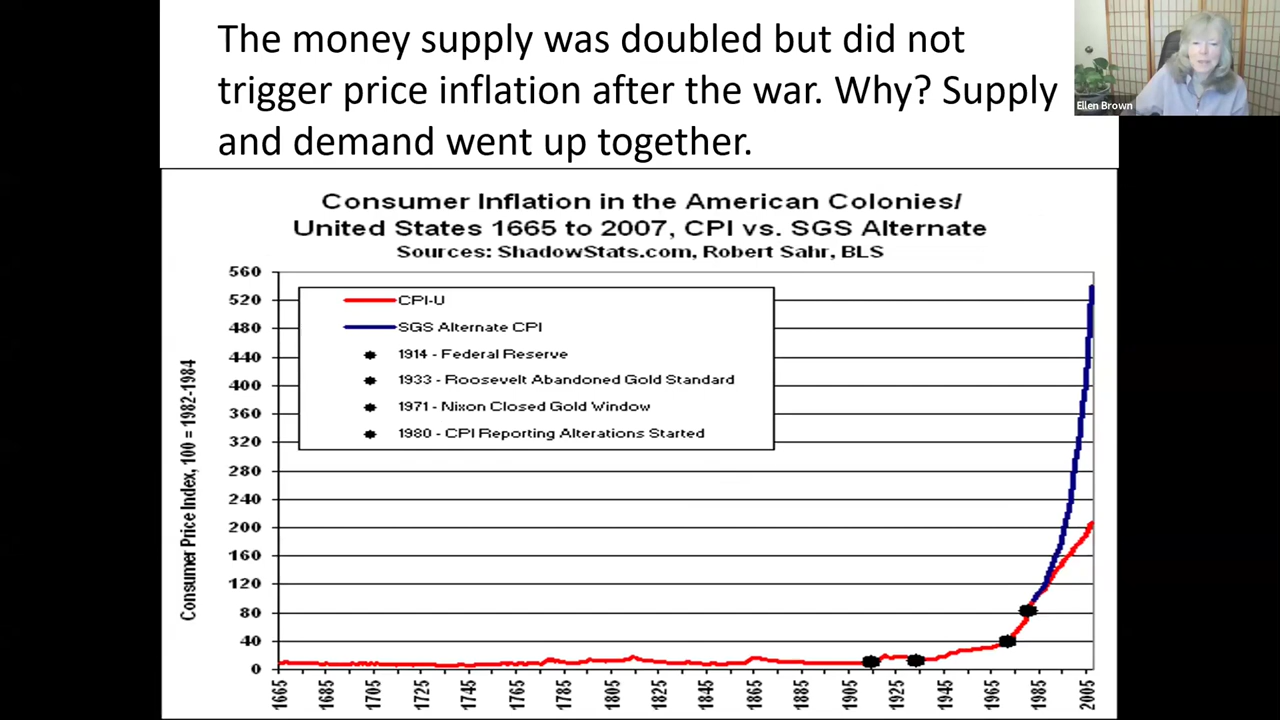 The money supply was doubled but did not
trigger price inflation after the war. Why? Supply
and demand went up together.
Ellen Brown
Consumer Inflation in the American Colonies/
United States 1665 to 2007, CPI vs. SGS Alternate
Sources: ShadowStats.com, Robert Sahr, BLS
Consumer Price Index, 100 = 1982-1984
560
520
480
440
400
360
320
280
240
200
160
120
80
40
0
CPI-U
SGS Alternate CPI
1914 - Federal Reserve
1933 - Roosevelt Abandoned Gold Standard
1971 - Nixon Closed Gold Window
1980 - CPI Reporting Alterations Started
1665 1685 1705 1725 1745 1765 1785 1805 1825 1845 1865 1885 1905 1925 1945 1965 1985 2005